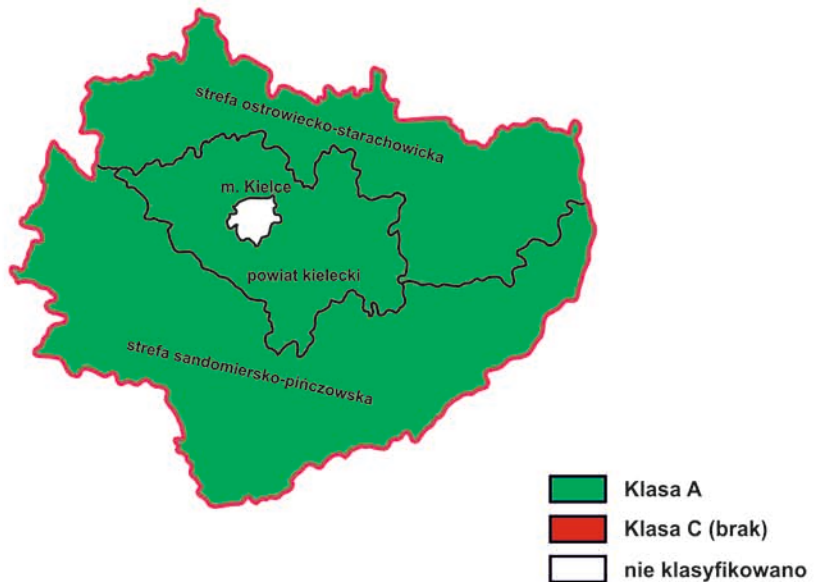 strefa ostrowiecko-starachowicka
m. Kielce
powiat kielecki
strefa sandomiersko-pińczowska
Klasa A
Klasa C (brak)
nie klasyfikowano